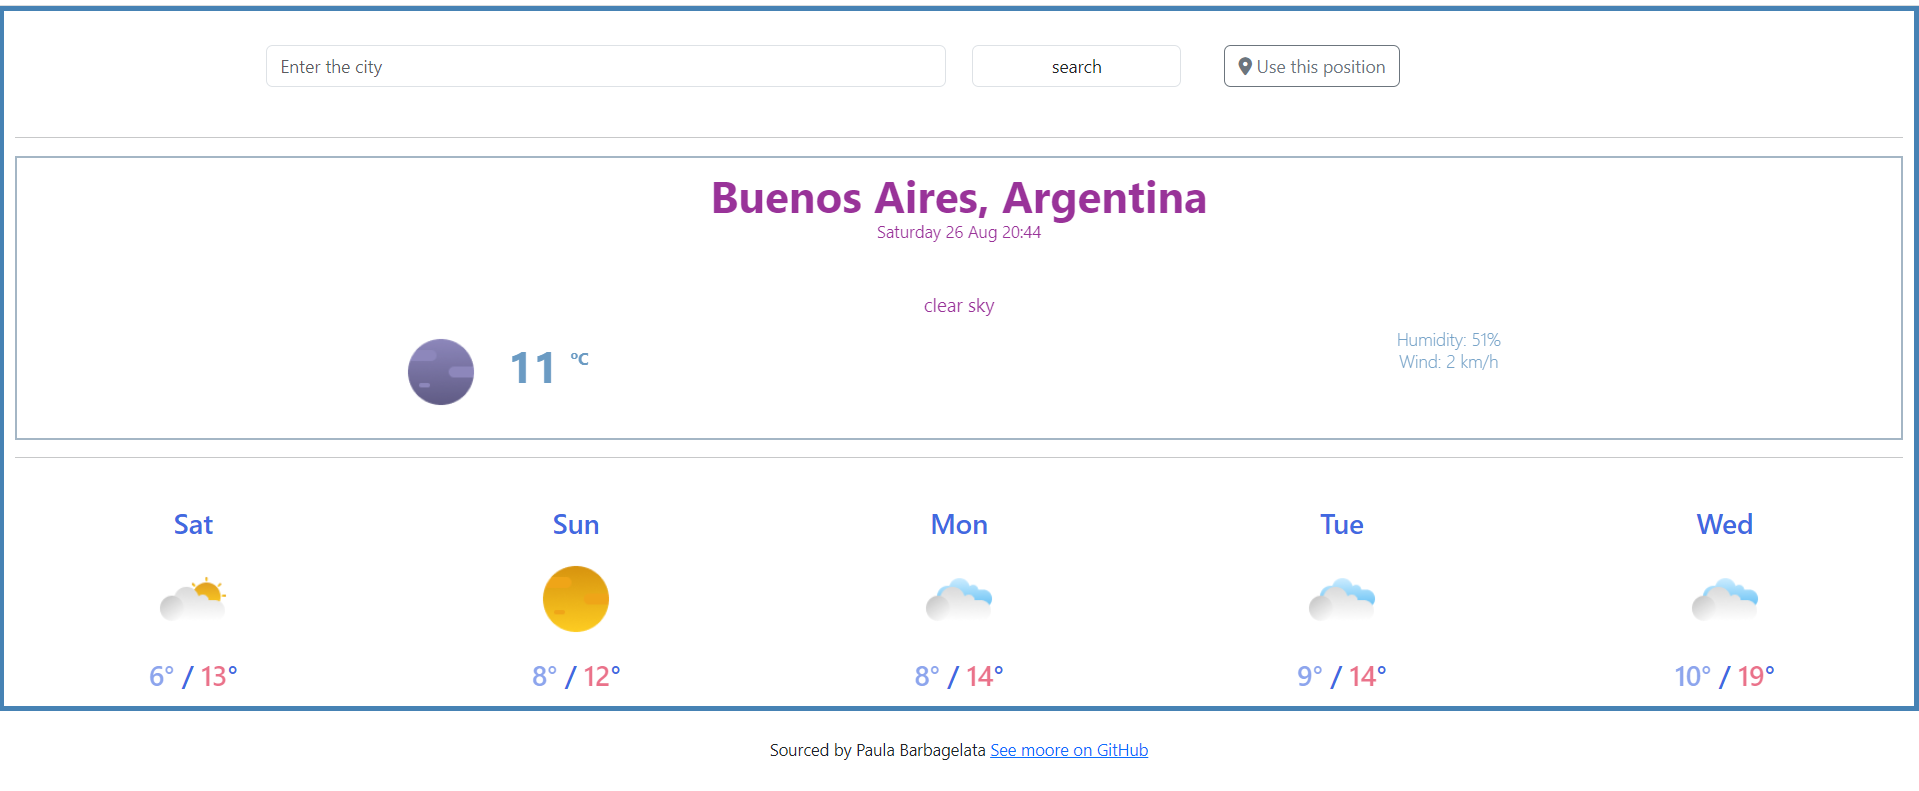 Enter the city
search
Use this position
Buenos Aires, Argentina
Saturday 26 Aug 20:44
clear sky
11 °C
Humidity: 51%
Wind: 2 km/h
Sat Sun Mon Tue Wed
6° / 13° 8° / 12° 8° / 14° 9° / 14° 10° / 19°
Sourced by Paula Barbagelata See moore on GitHub